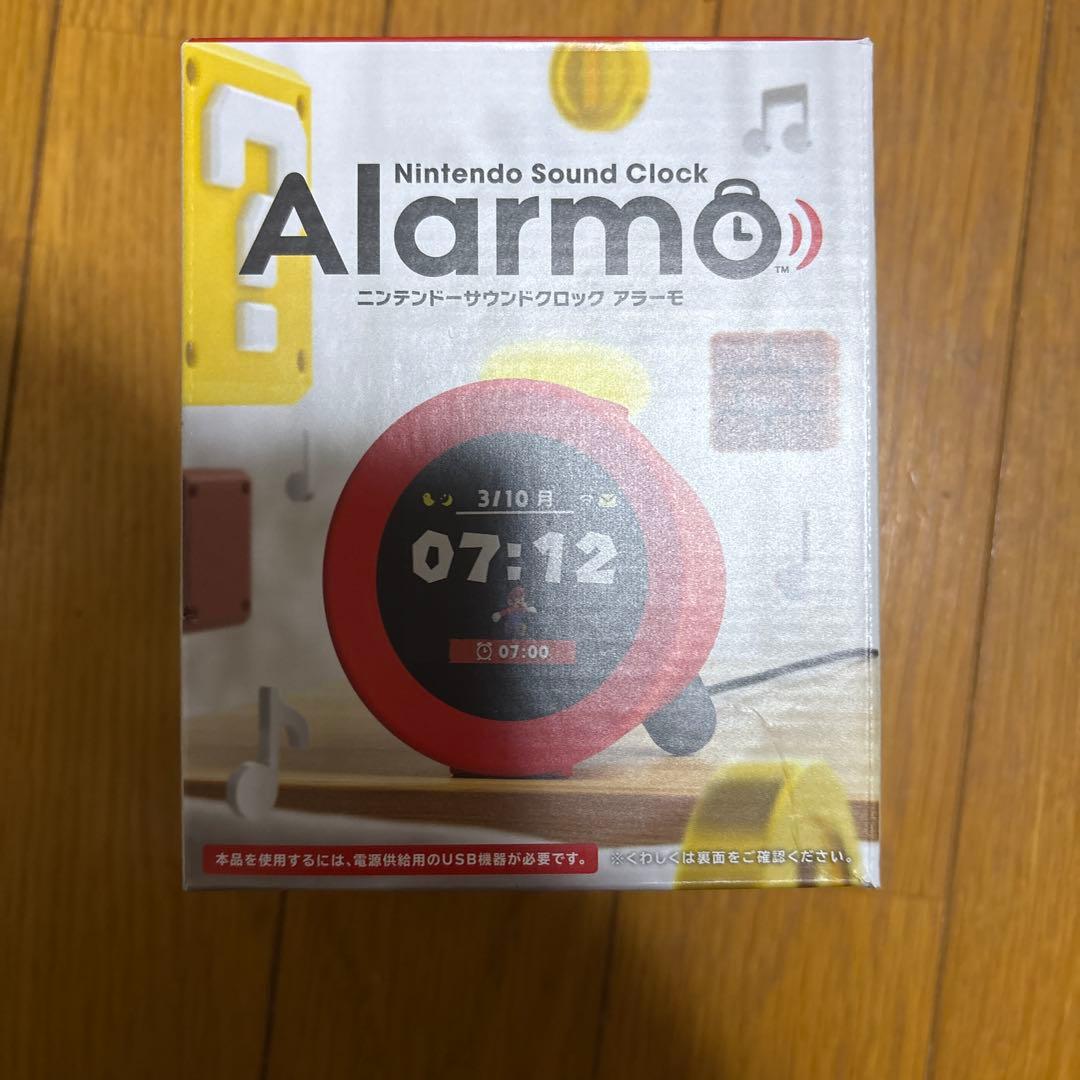 Nintendo Sound Clock
Alarmo™
ニンテンドーサウンドクロック アラーモ
3/10 月
07:12
07:00
本品を使用するには、電源供給用のUSB機器が必要です。 ※くわしくは裏面をご確認ください。